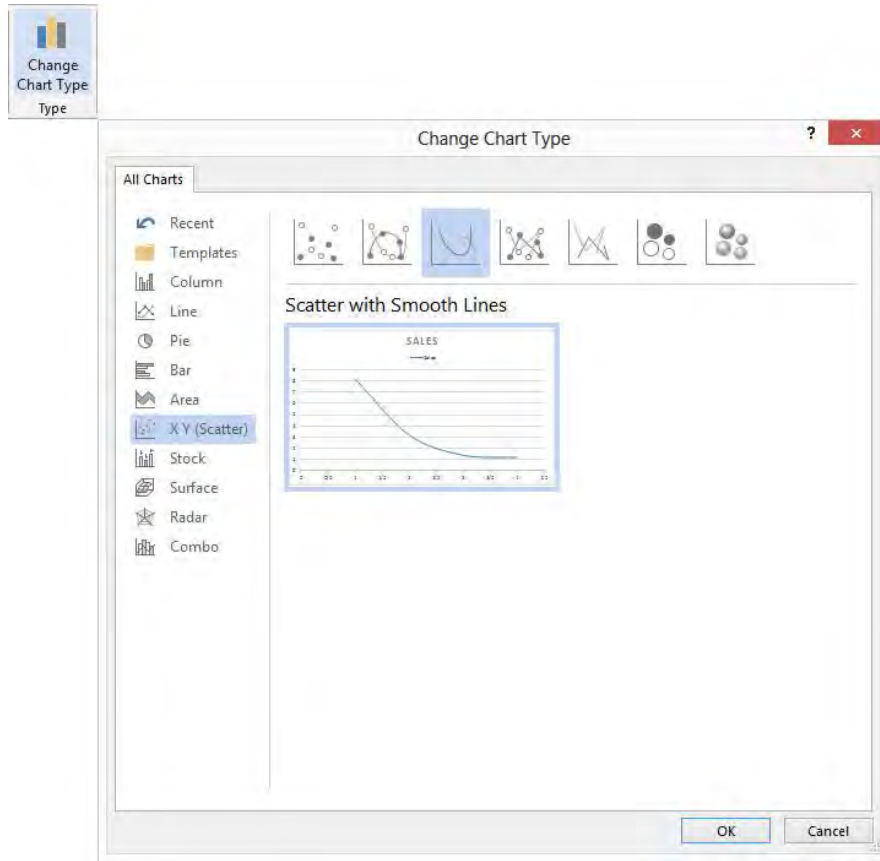 Change
Chart Type
Type
Change Chart Type
?
All Charts
Recent
Templates
Column
Line
Pie
Bar
Area
X Y (Scatter)
Stock
Surface
Radar
Combo
Scatter with Smooth Lines
SALES
OK
Cancel